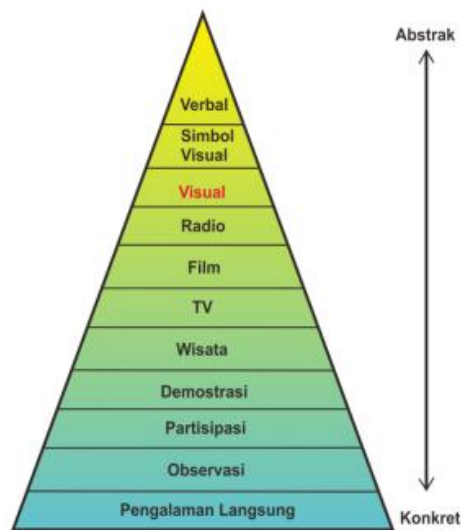 Abstrak
Verbal
Simbol
Visual
Visual
Radio
Film
TV
Wisata
Demostrasi
Partisipasi
Observasi
Pengalaman Langsung
Konkret